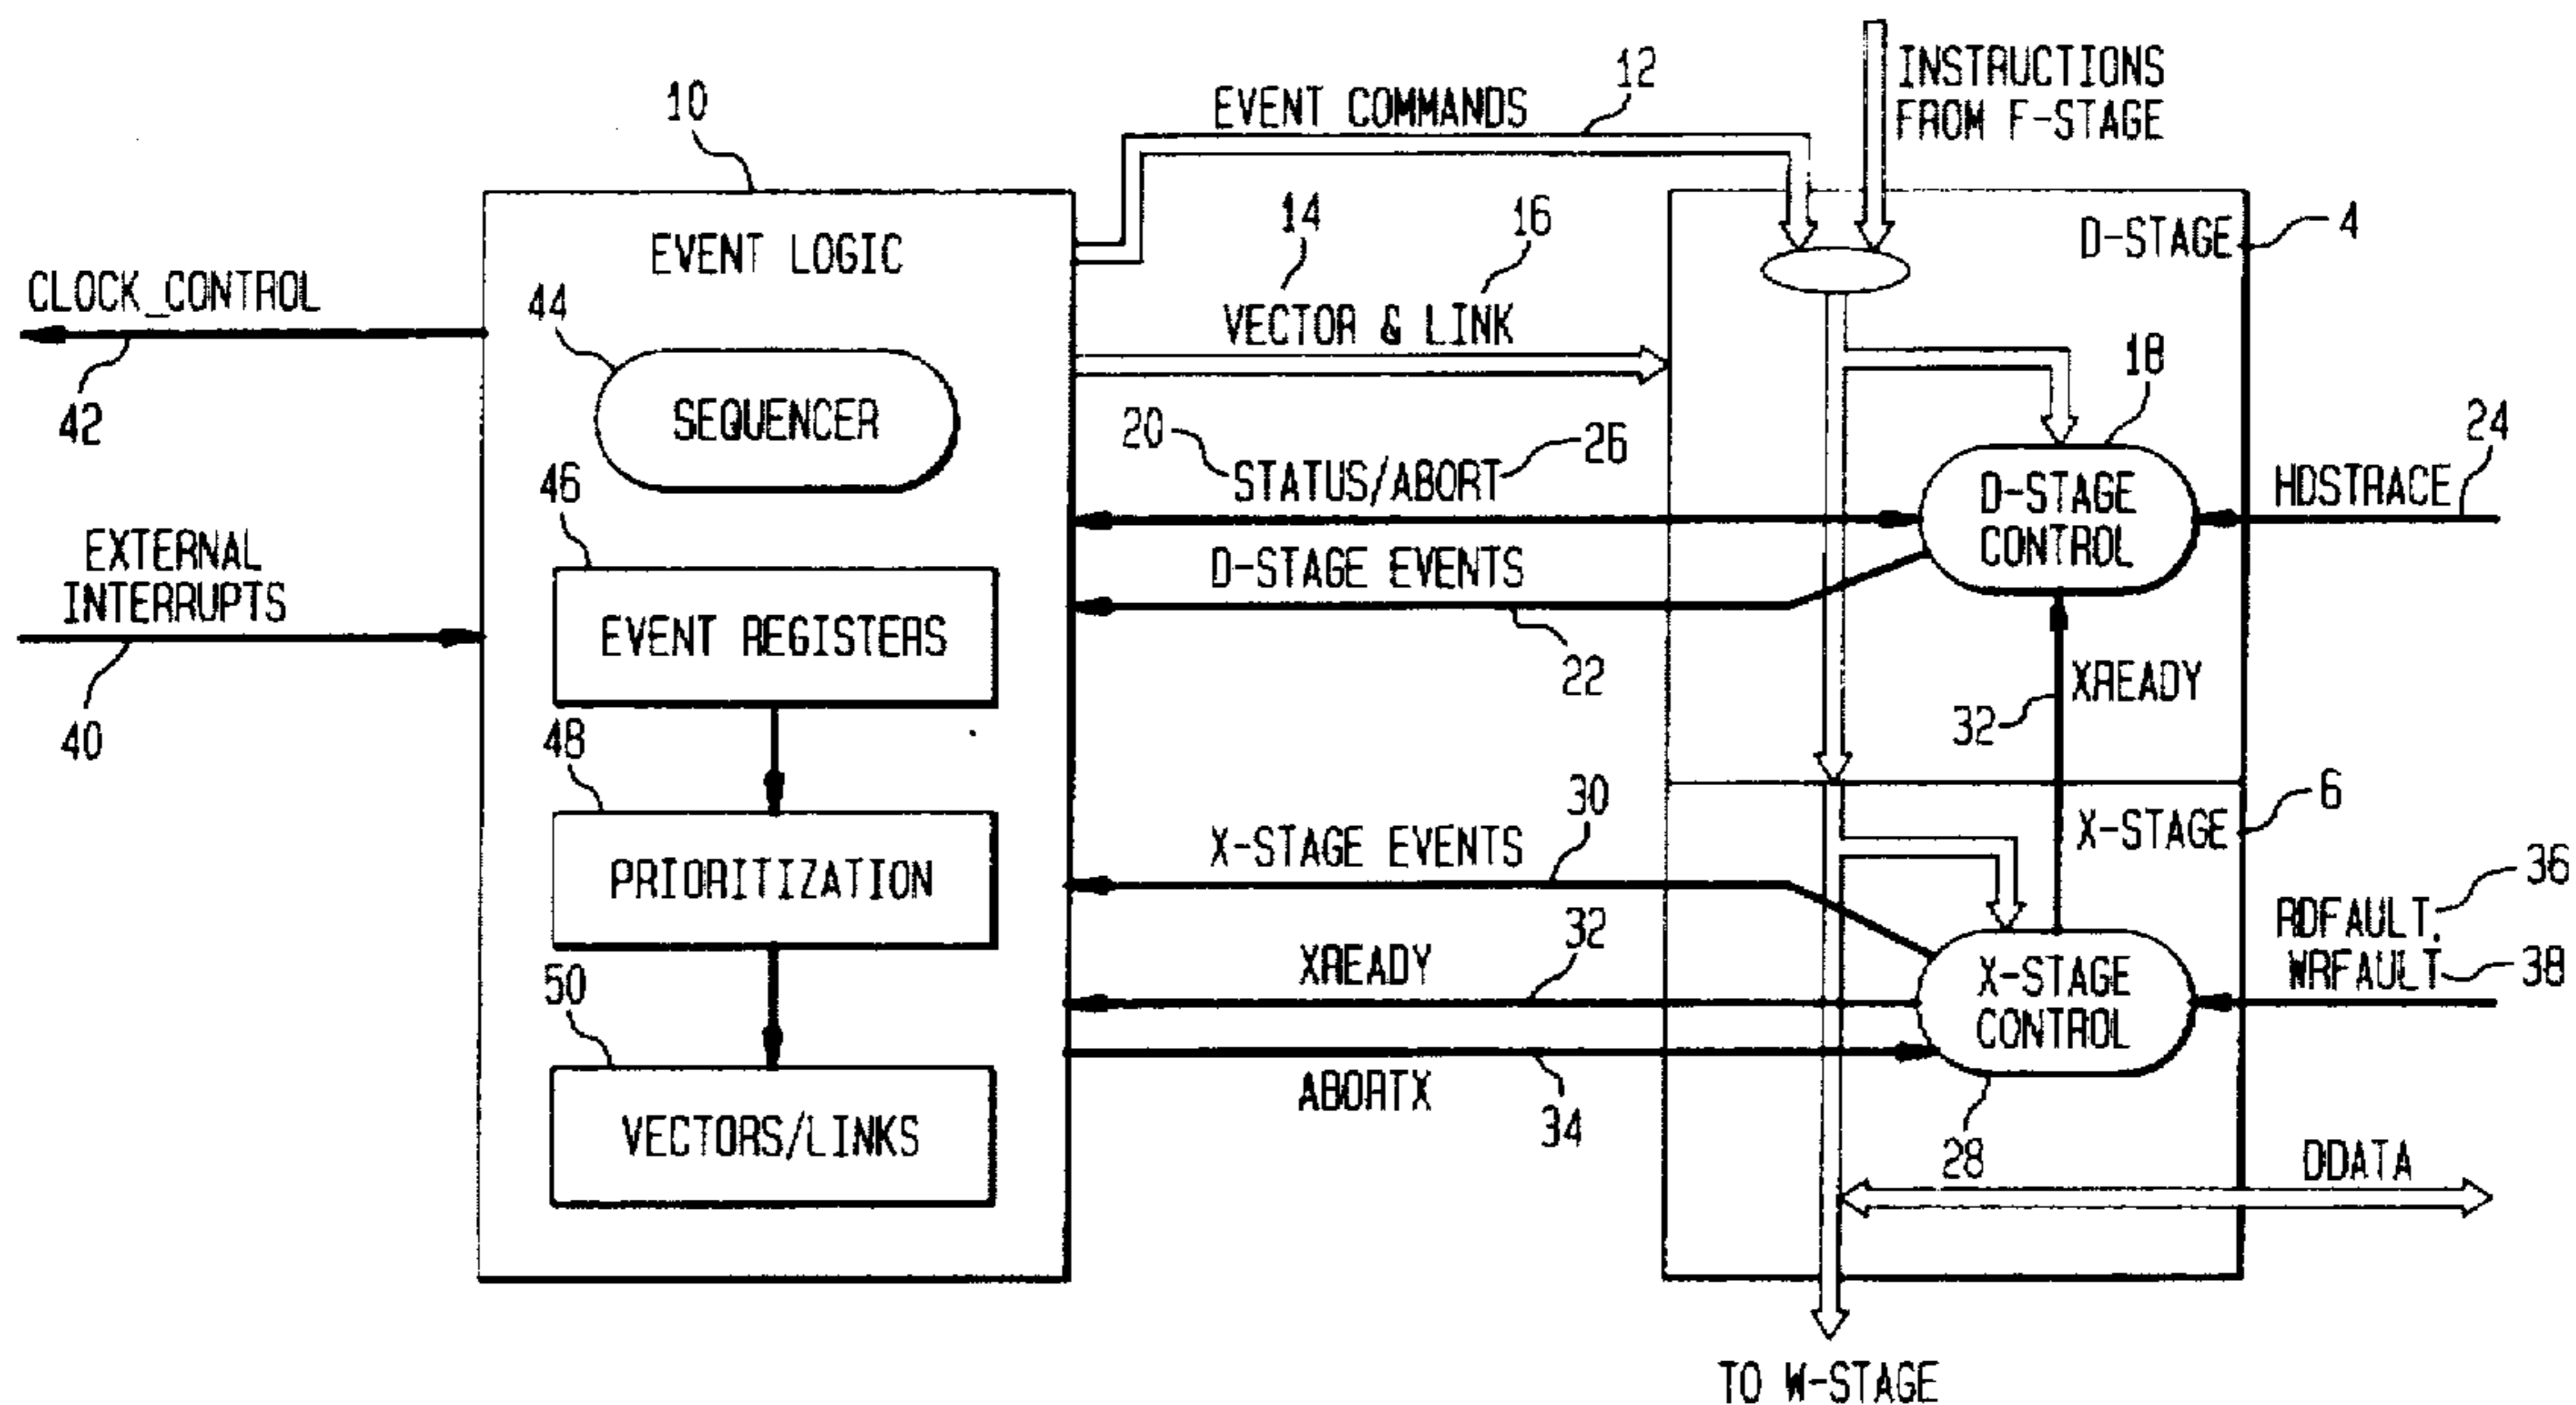 12
INSTRUCTIONS
FROM F-STAGE
EVENT COMMANDS
10
14
16
D-STAGE
4
EVENT LOGIC
CLOCK_CONTROL
44
VECTOR & LINK
18
42
SEQUENCER
20
STATUS/ABORT
26
D-STAGE
CONTROL
HDSTRACE
24
46
EXTERNAL
INTERRUPTS
D-STAGE EVENTS
EVENT REGISTERS
22
XREADY
32
40
48
30
X-STAGE
6
X-STAGE EVENTS
PRIORITIZATION
36
RDFAULT,
WRFAULT
38
XREADY
32
X-STAGE
CONTROL
50
ABORTX
34
VECTORS/LINKS
28
DDATA
TO W-STAGE